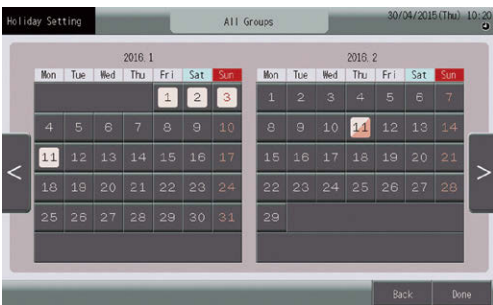 Holiday Setting
All Groups
30/04/2015(Thu) 10:20
2016. 1
Mon Tue Wed Thu Fri Sat Sun
1 2 3
4 5 6 7 8 9 10
11 12 13 14 15 16 17
18 19 20 21 22 23 24
25 26 27 28 29 30 31
2016. 2
Mon Tue Wed Thu Fri Sat Sun
1 2 3 4 5 6 7
8 9 10 11 12 13 14
15 16 17 18 19 20 21
22 23 24 25 26 27 28
29
<
>
Back
Done